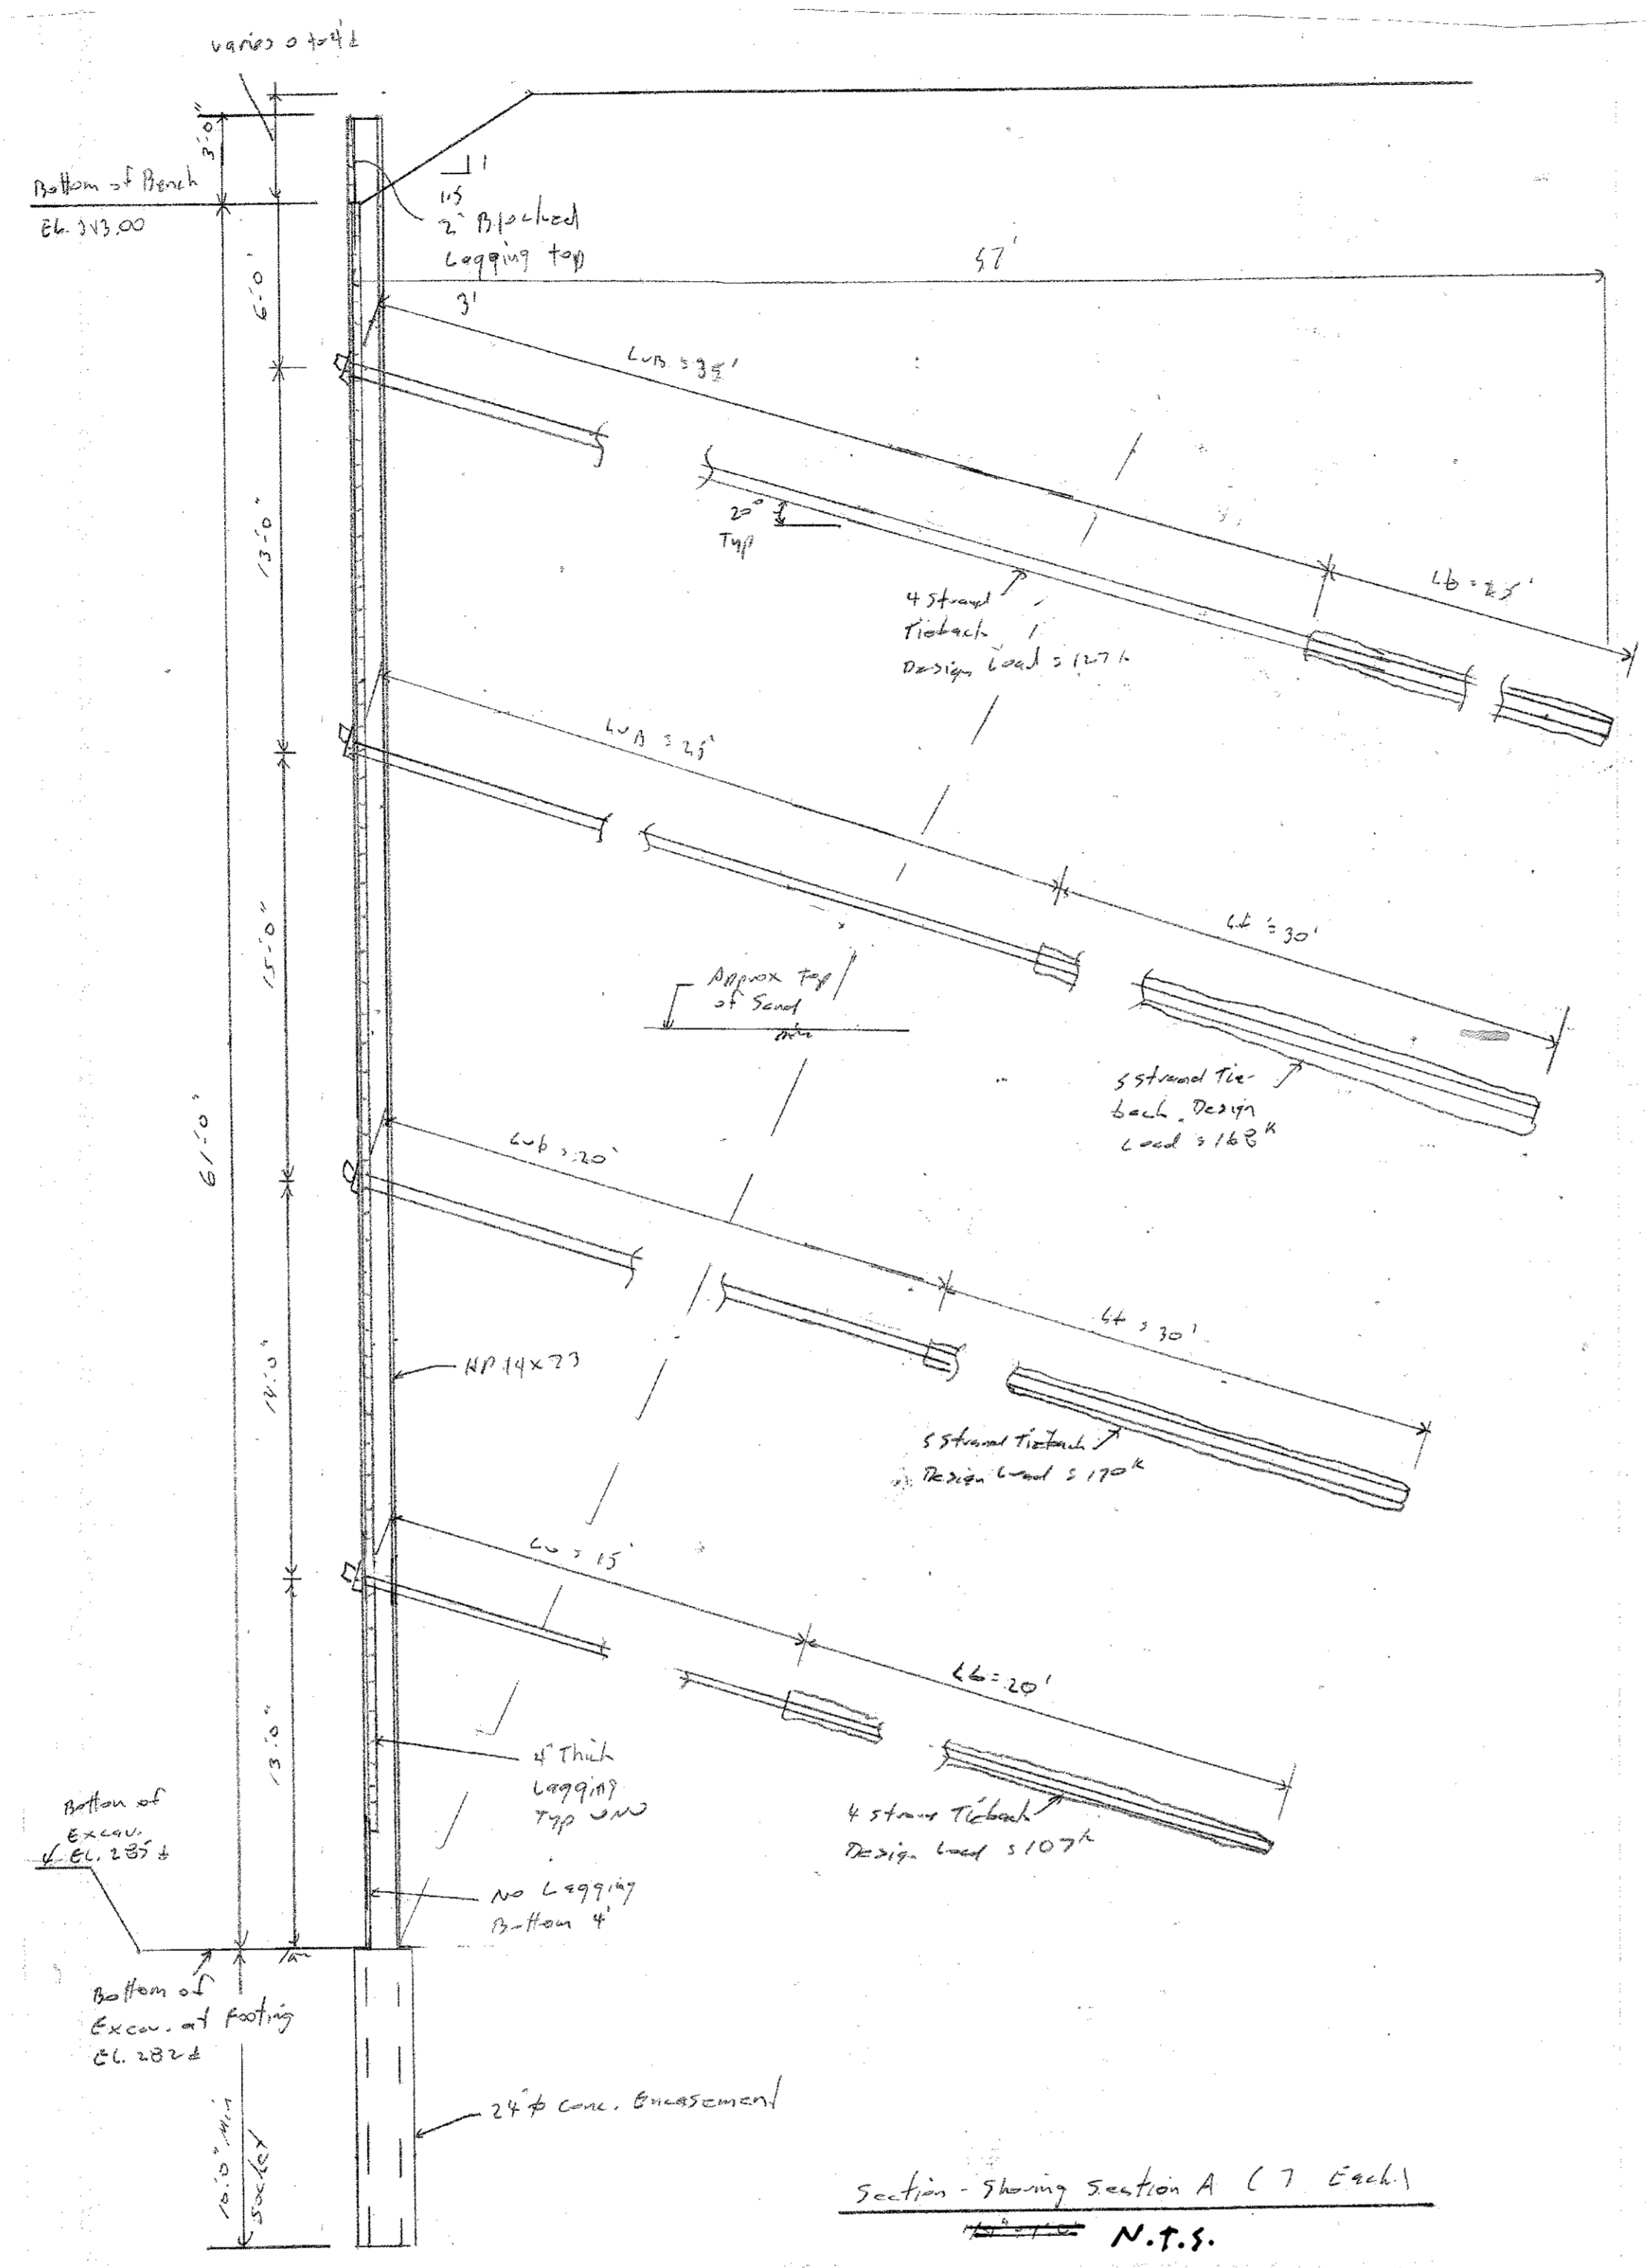 varies 0 to 4'±
3'-0"
Bottom of Bench
EL. 343.00
1
1.5
2" Blocked
Lagging top
3'
57'
6'-0"
LuB = 35'
Lb = 25'
13'-0"
20°
Typ
4 Strand
Tieback
Design Load = 127k
LuB = 25'
Lb = 30'
15'-0"
Approx top
of Sand
5 Strand Tie-
back. Design
Load = 168k
61'-0"
Lub = 20'
Lb = 30'
14'-0"
HP 14x73
5 Strand Tieback
Design Load = 170k
Lu = 15'
Lb = 20'
13'-0"
4" Thick
Lagging
Typ UNO
4 Strand Tieback
Design Load = 107k
Bottom of
Excav.
EL. 285±
No Lagging
Bottom 4'
Bottom of
Excav. at Footing
EL. 282±
24"φ Conc. Encasement
10'-0" Min
Socket
Section - Shoring Section A (7 Each)
N.T.S.